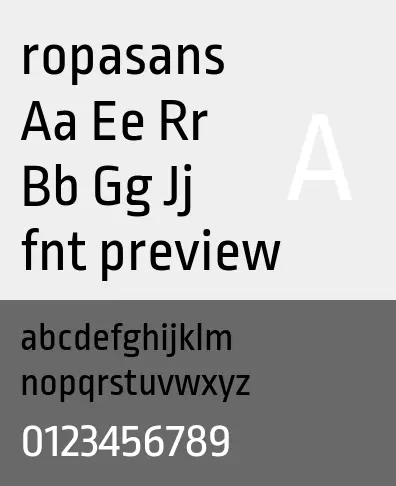 ropasans
Aa Ee Rr
A
Bb Gg Jj
fnt preview
abcdefghijklm
nopqrstuvwxyz
0123456789